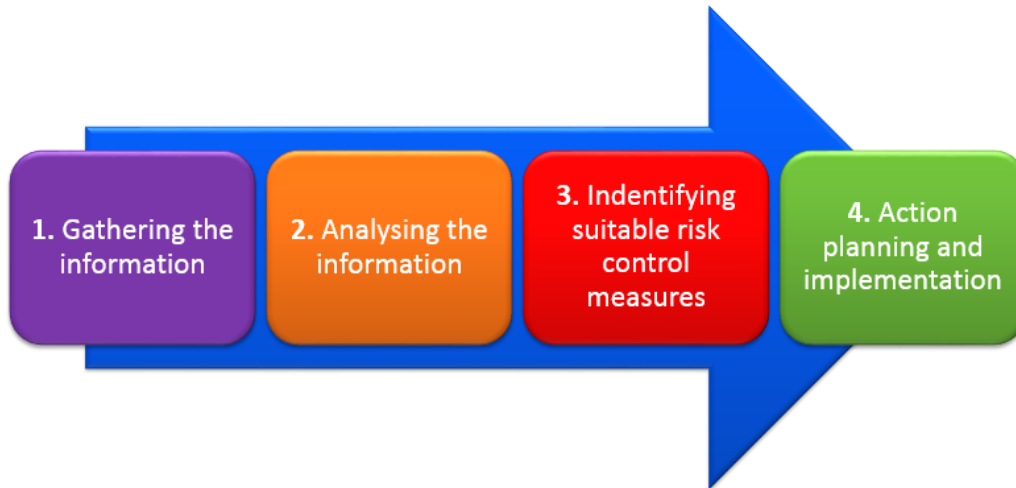 1. Gathering the
information
2. Analysing the
information
3. Indentifying
suitable risk
control
measures
4. Action
planning and
implementation